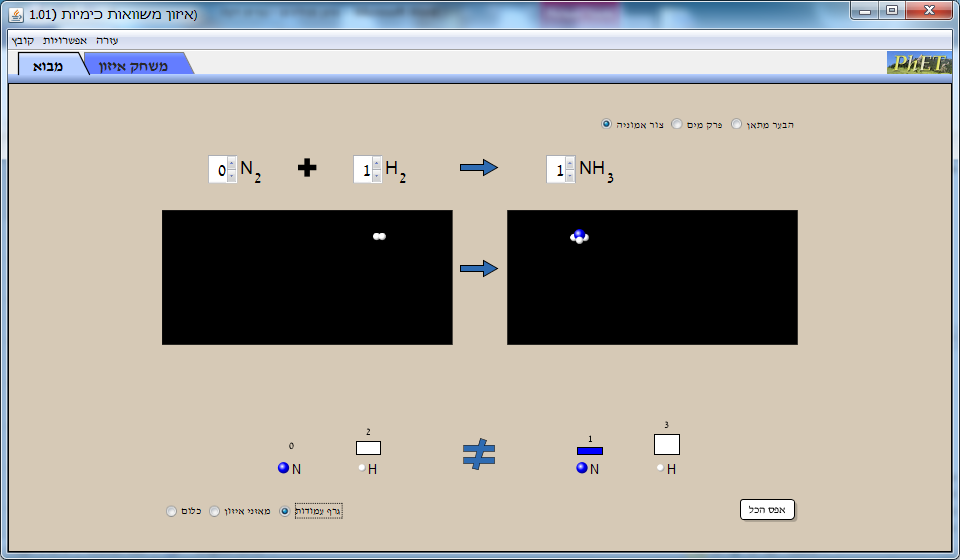 איזון משוואות כימיות (1.01)
קובץ אפשרויות עזרה
מבוא משחק איזון
PhET
צור אמוניה פרק מים הבער מתאן
0 N2 + 1 H2 → 1 NH3
→
0 2 ≠ 1 3
N H N H
כלום מאזני איזון גרף עמודות
אפס הכל